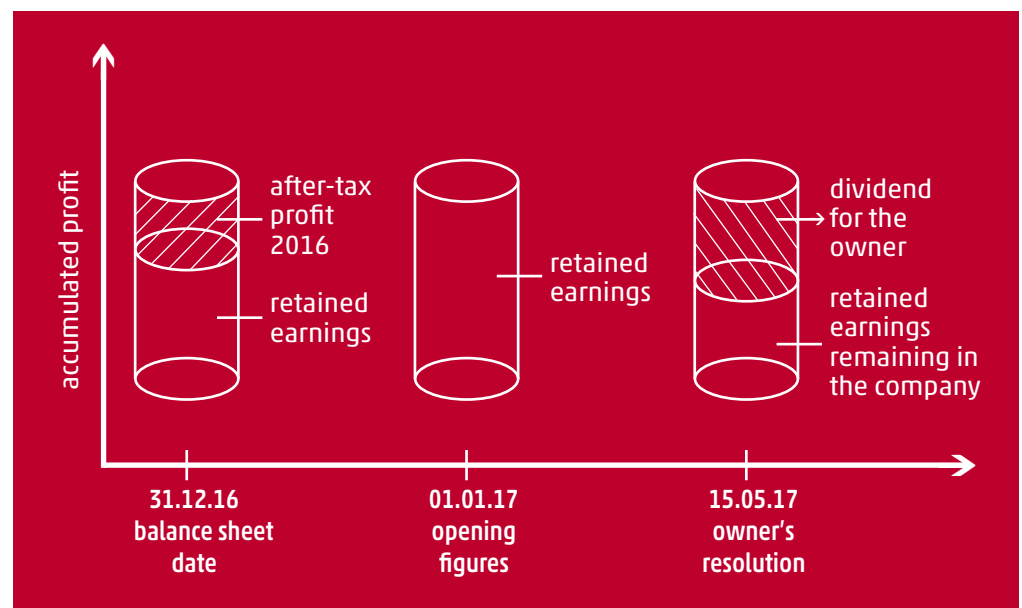 accumulated profit
after-tax
profit
2016
retained
earnings
retained
earnings
dividend
for the
owner
retained
earnings
remaining in
the company
31.12.16
balance sheet
date
01.01.17
opening
figures
15.05.17
owner's
resolution